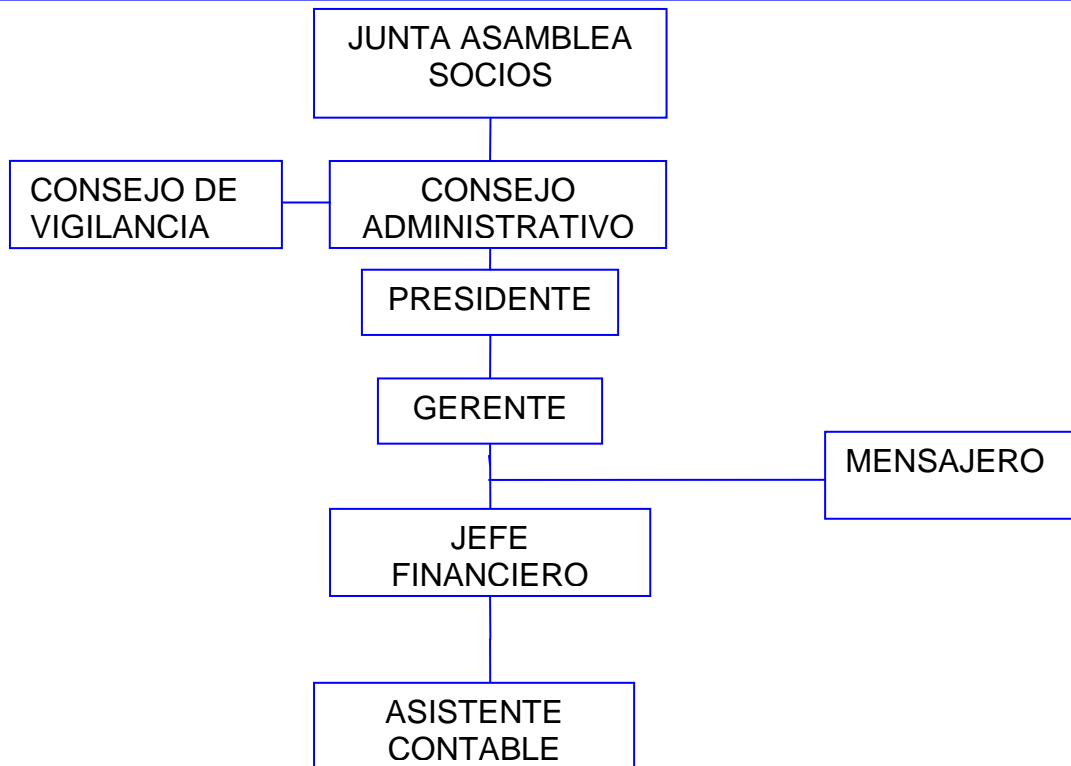 JUNTA ASAMBLEA
SOCIOS
CONSEJO DE
VIGILANCIA
CONSEJO
ADMINISTRATIVO
PRESIDENTE
GERENTE
MENSAJERO
JEFE
FINANCIERO
ASISTENTE
CONTABLE